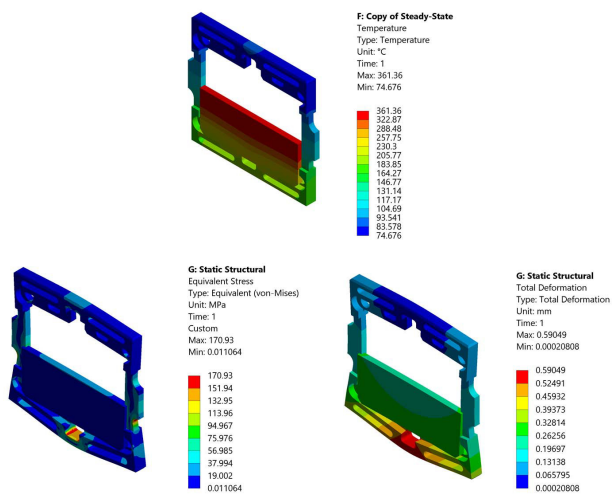 F: Copy of Steady-State
Temperature
Type: Temperature
Unit: °C
Time: 1
Max: 361.36
Min: 74.676
361.36
322.87
288.48
257.75
230.3
205.77
183.85
164.27
146.77
131.14
117.17
104.69
93.541
83.578
74.676
G: Static Structural
Equivalent Stress
Type: Equivalent (von-Mises)
Unit: MPa
Time: 1
Custom
Max: 170.93
Min: 0.011064
170.93
151.94
132.95
113.96
94.967
75.976
56.985
37.994
19.002
0.011064
G: Static Structural
Total Deformation
Type: Total Deformation
Unit: mm
Time: 1
Max: 0.59049
Min: 0.00020808
0.59049
0.52491
0.45932
0.39373
0.32814
0.26256
0.19697
0.13138
0.065795
0.00020808